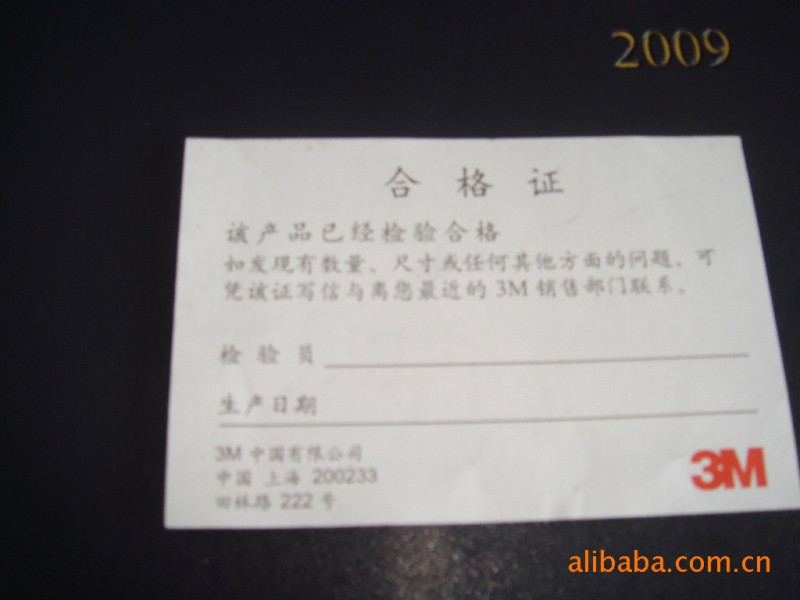 2009
合格证
该产品已经检验合格
如发现有数量、尺寸或任何其他方面的问题，可
凭该证写信与离您最近的 3M 销售部门联系。
检验员
生产日期
3M 中国有限公司
中国 上海 200233
田林路 222 号
3M
alibaba.com.cn